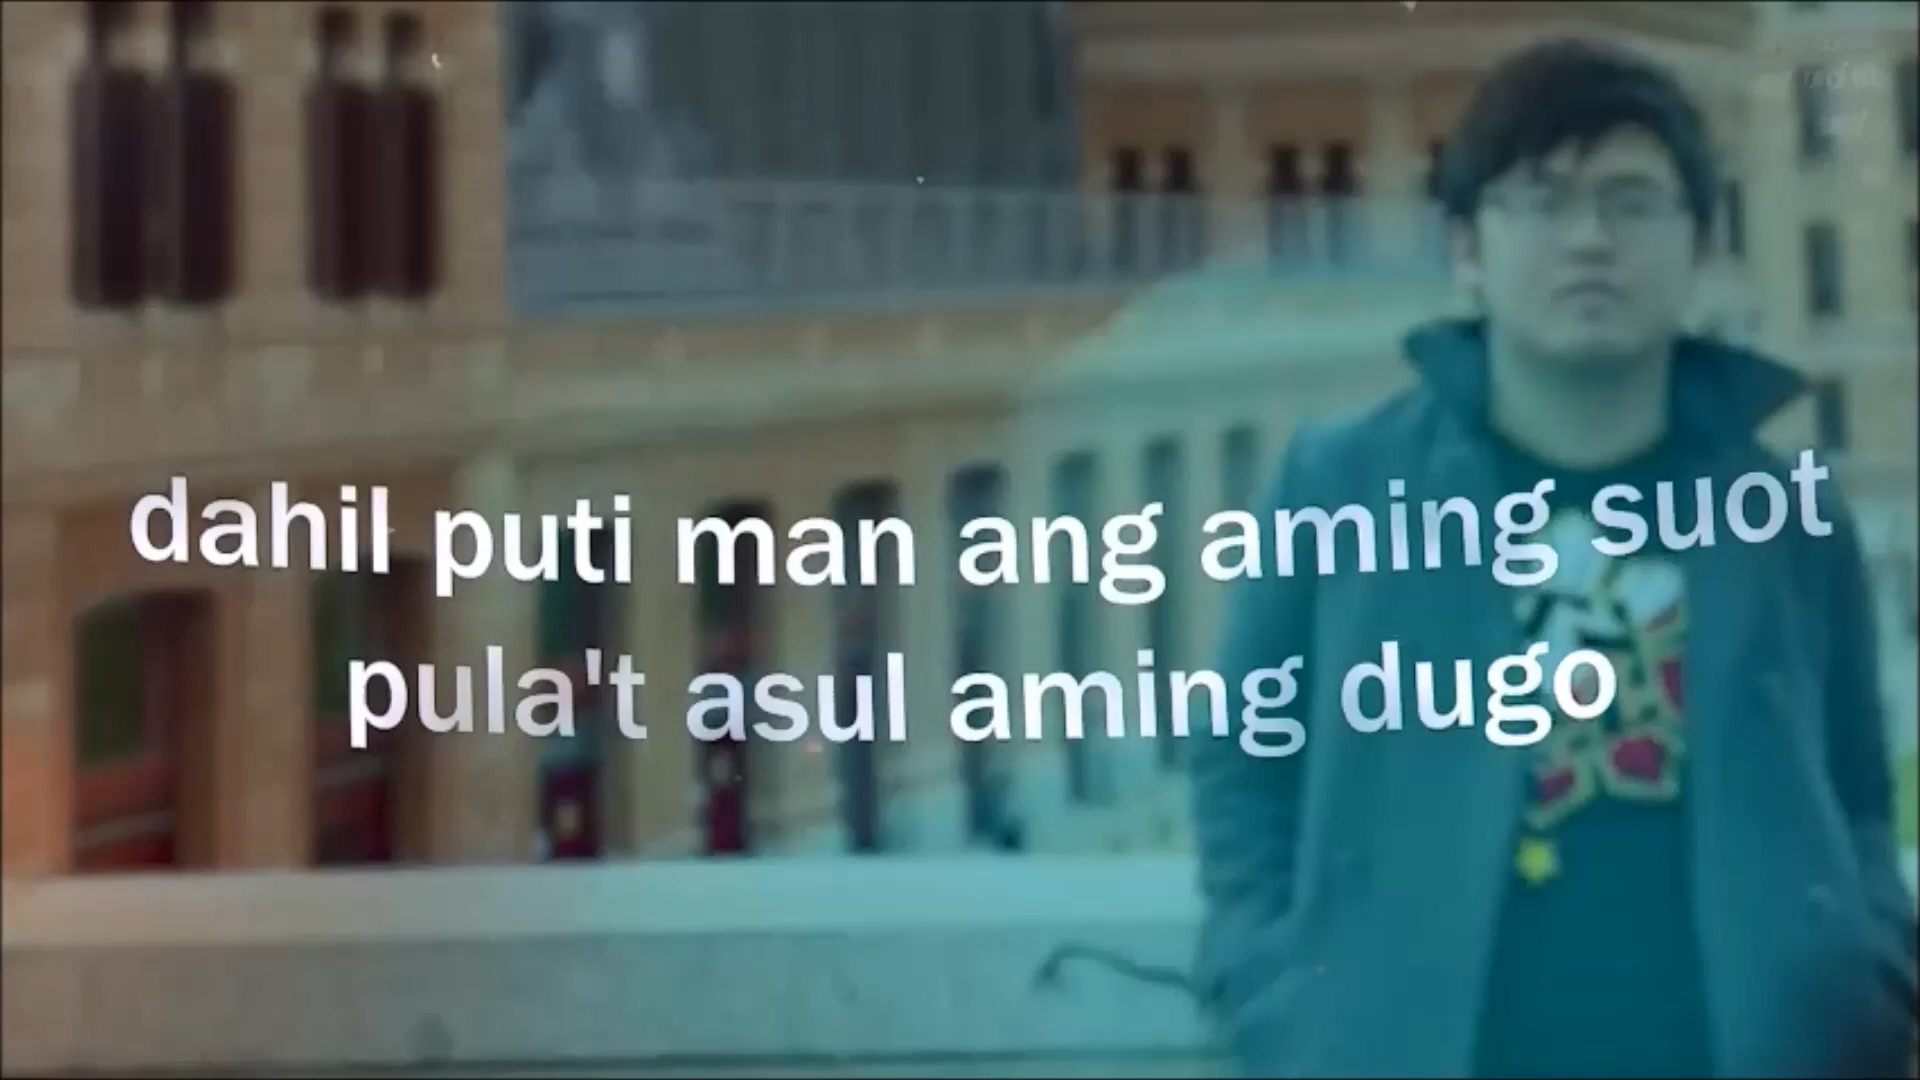 dahil puti man ang aming suot
pula't asul aming dugo